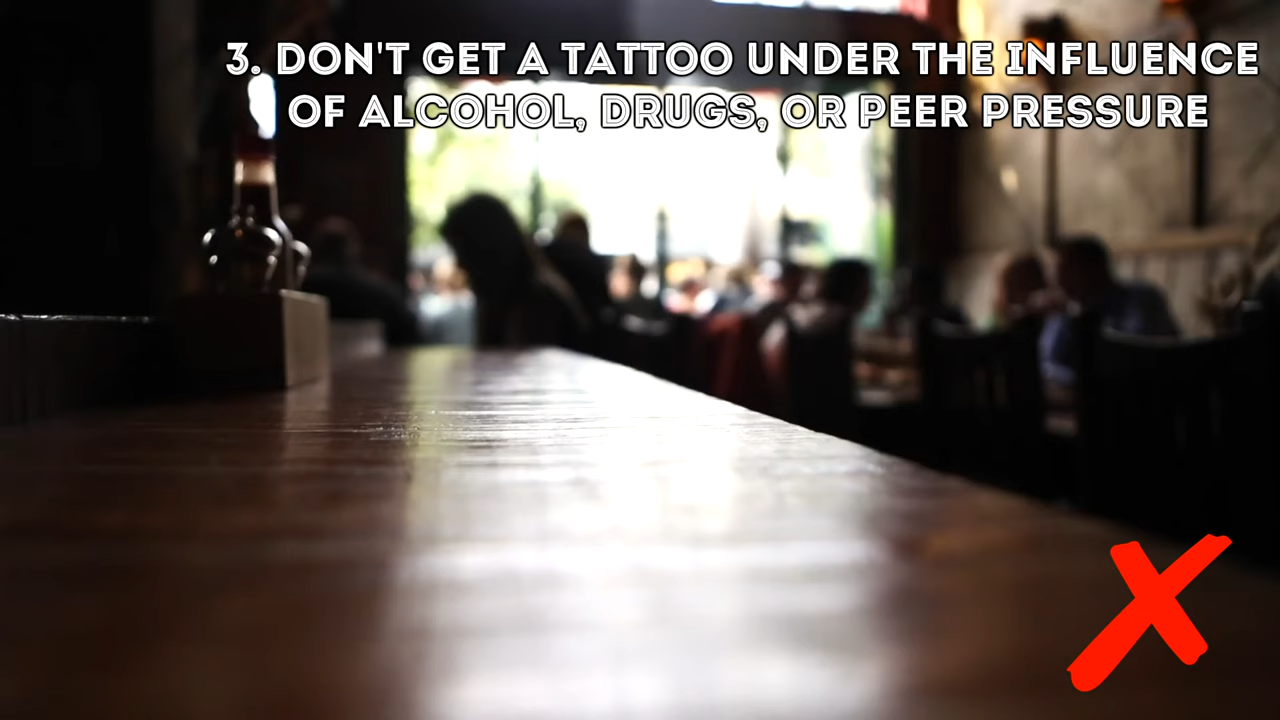 3. DON'T GET A TATTOO UNDER THE INFLUENCE
OF ALCOHOL, DRUGS, OR PEER PRESSURE